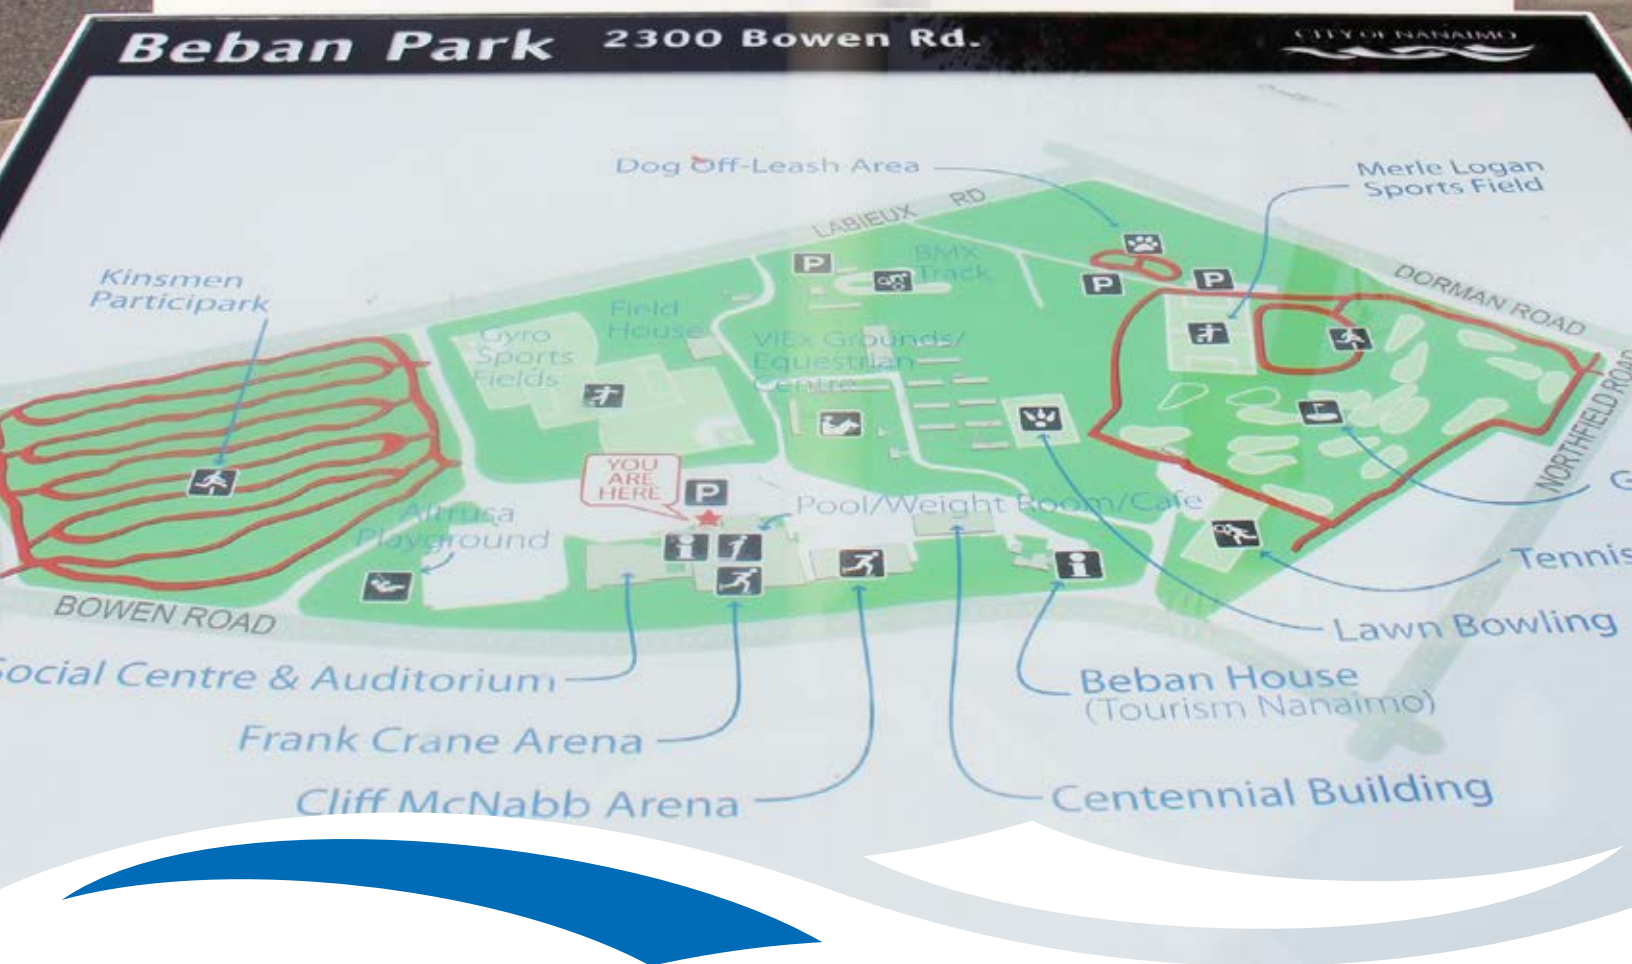 Beban Park 2300 Bowen Rd.
CITY OF NANAIMO
Dog Off-Leash Area
Merle Logan
Sports Field
LABIEUX RD
DORMAN ROAD
NORTHFIELD ROAD
BMX
Track
Kinsmen
Participark
Field
House
Gyro
Sports
Fields
VIEx Grounds/
Equestrian
Centre
P
P
P
YOU
ARE
HERE
P
Pool/Weight Room/Cafe
Altrusa
Playground
BOWEN ROAD
Tennis
Lawn Bowling
Social Centre & Auditorium
Beban House
(Tourism Nanaimo)
Frank Crane Arena
Cliff McNabb Arena
Centennial Building